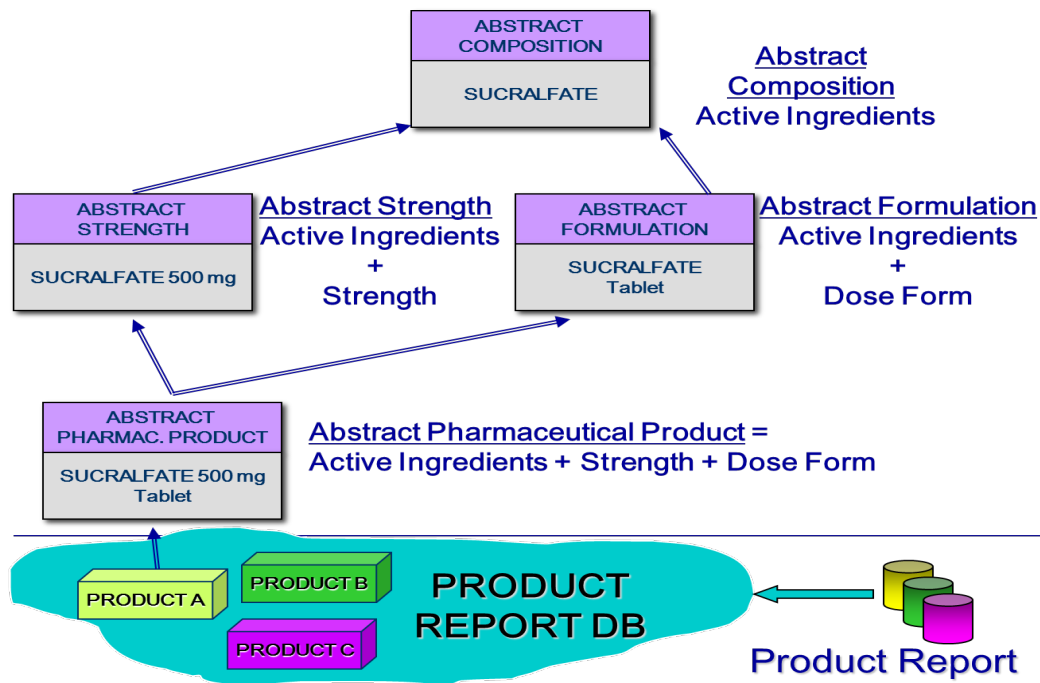 ABSTRACT
COMPOSITION
SUCRALFATE
Abstract
Composition
Active Ingredients
ABSTRACT
STRENGTH
SUCRALFATE 500 mg
Abstract Strength
Active Ingredients
+
Strength
ABSTRACT
FORMULATION
SUCRALFATE
Tablet
Abstract Formulation
Active Ingredients
+
Dose Form
ABSTRACT
PHARMAC. PRODUCT
SUCRALFATE 500 mg
Tablet
Abstract Pharmaceutical Product =
Active Ingredients + Strength + Dose Form
PRODUCT A
PRODUCT B
PRODUCT C
PRODUCT
REPORT DB
Product Report